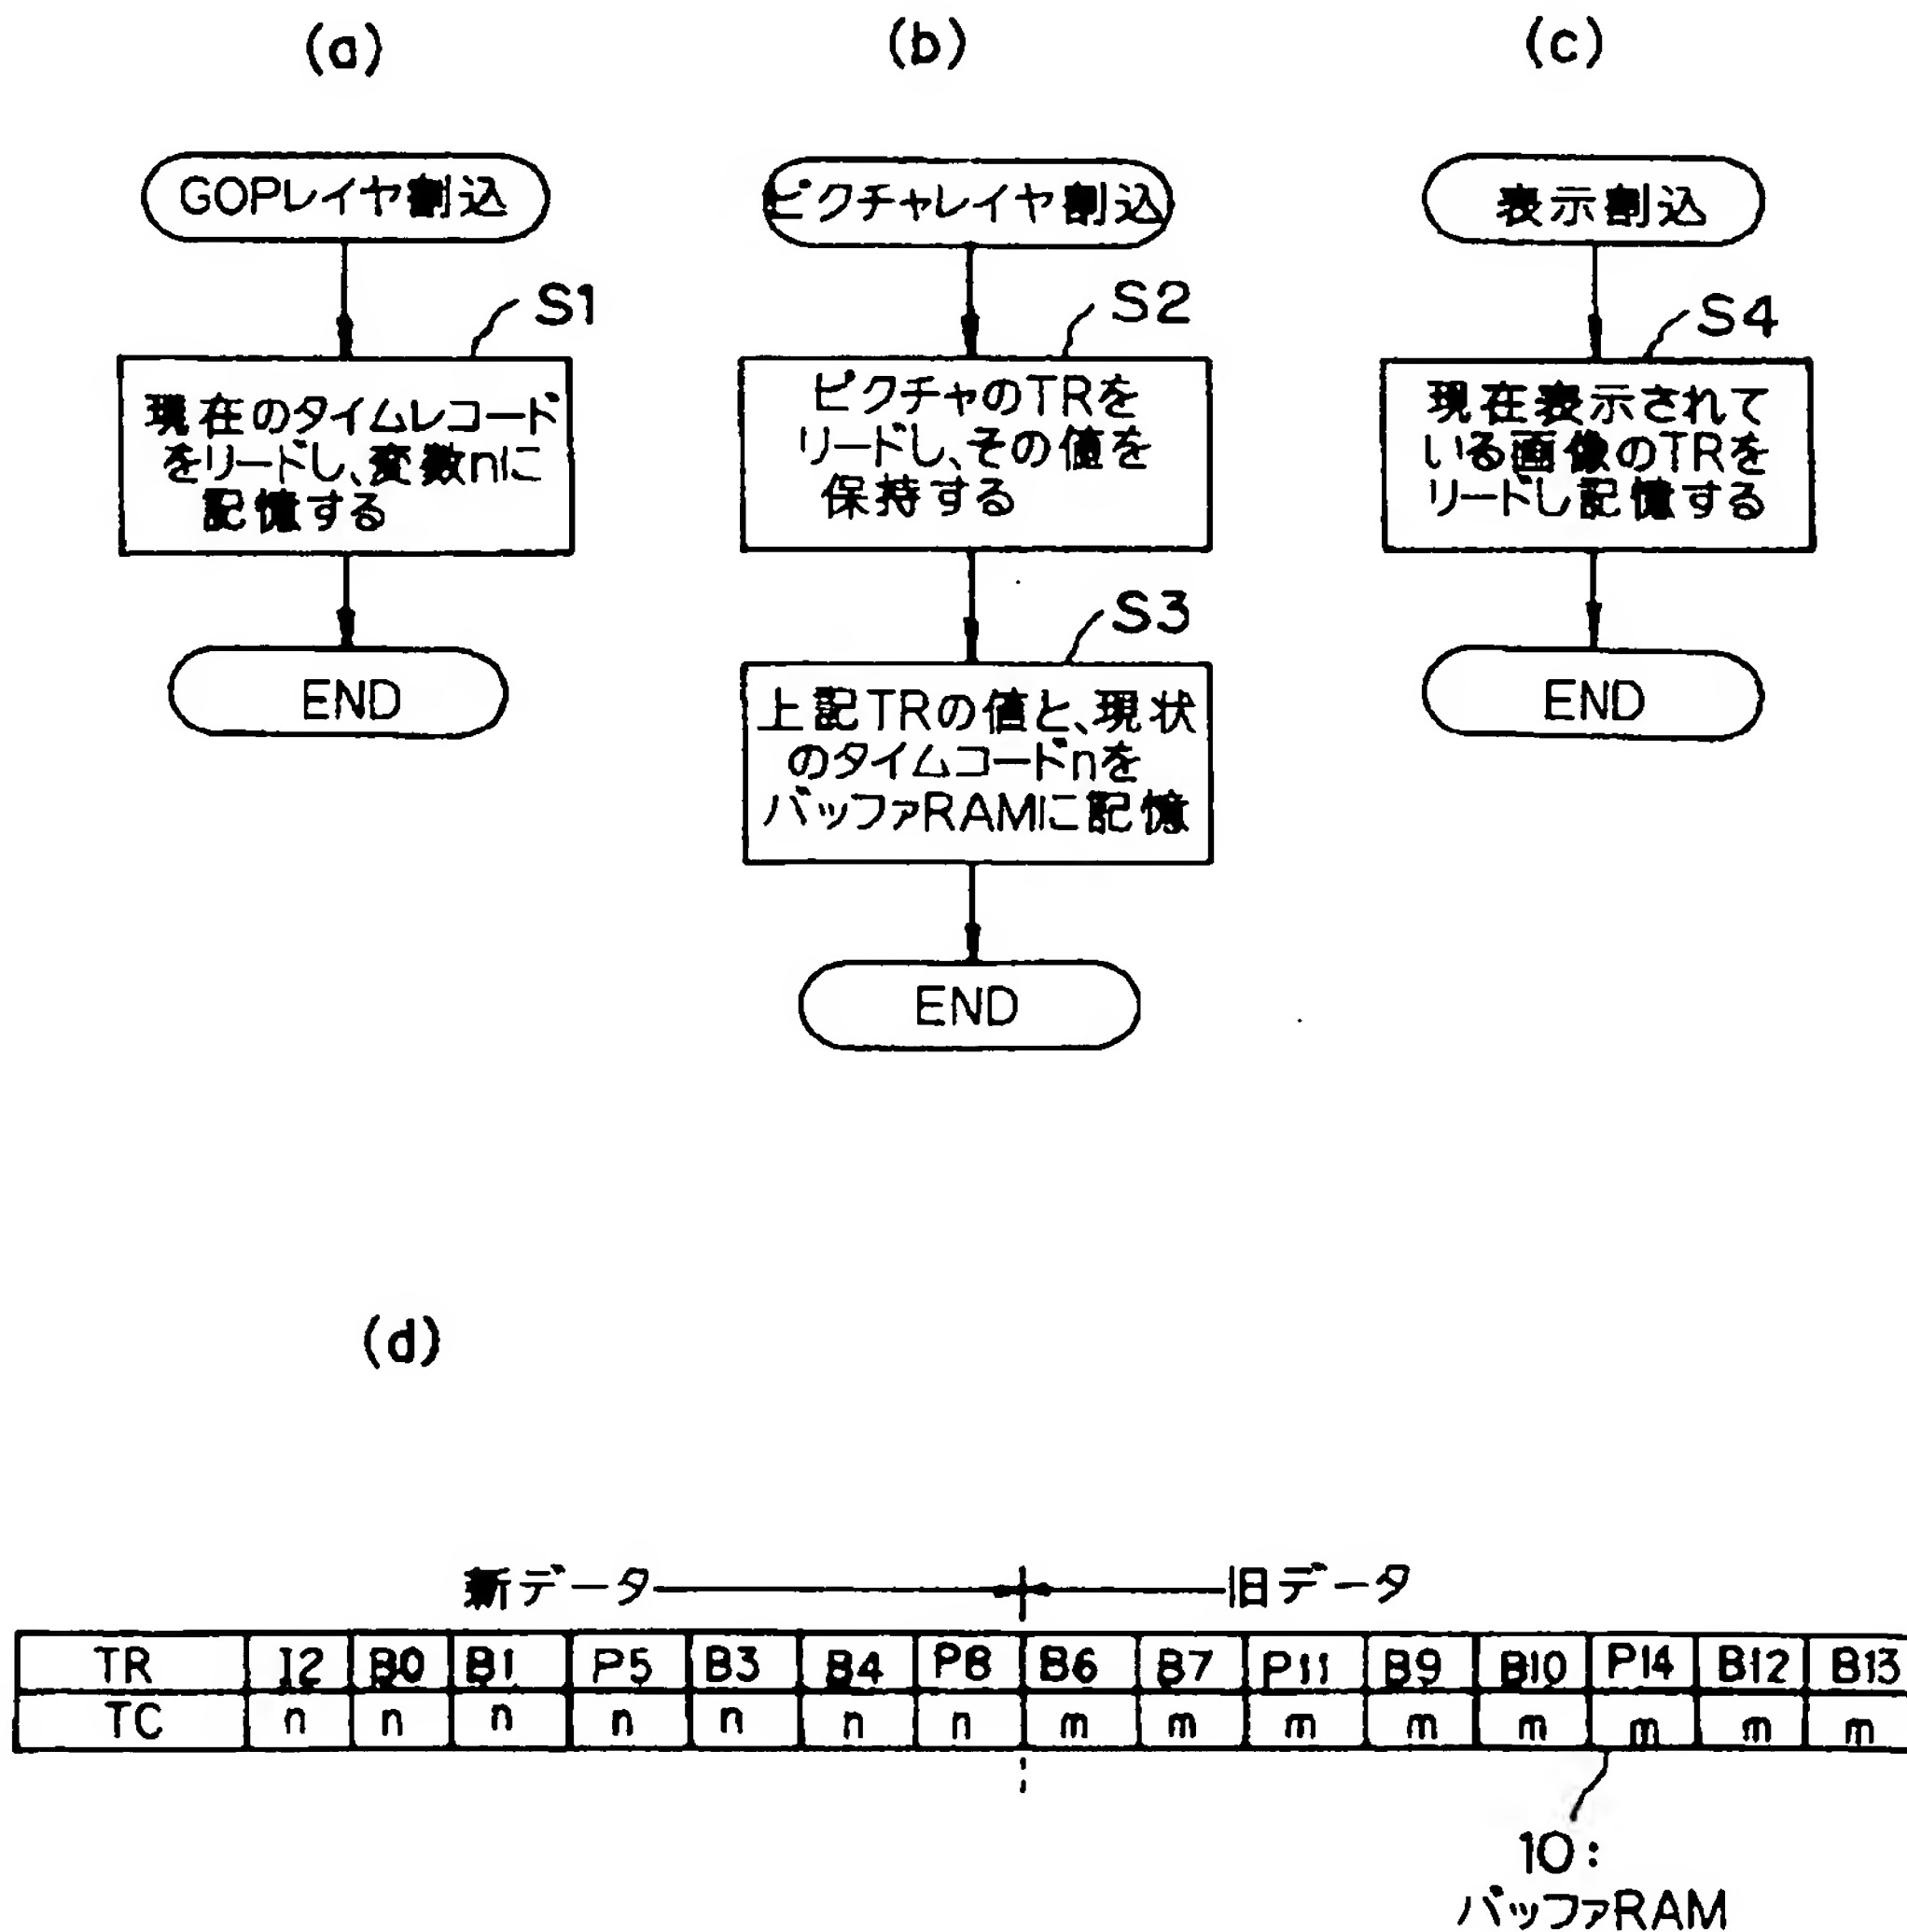 (a)
GOPレイヤ割込
S1
現在のタイムレコード
をリードし、変数nに
記憶する
END
(b)
ピクチャレイヤ割込
S2
ピクチャのTRを
リードし、その値を
保持する
S3
上記TRの値と、現状
のタイムコードnを
バッファRAMに記憶
END
(c)
表示割込
S4
現在表示されて
いる画像のTRを
リードし記憶する
END
(d)
新データ 旧データ
TR I2 B0 B1 P5 B3 B4 P8 B6 B7 P11 B9 B10 P14 B12 B13
TC n n n n n n n m m m m m m m m
10:
バッファRAM